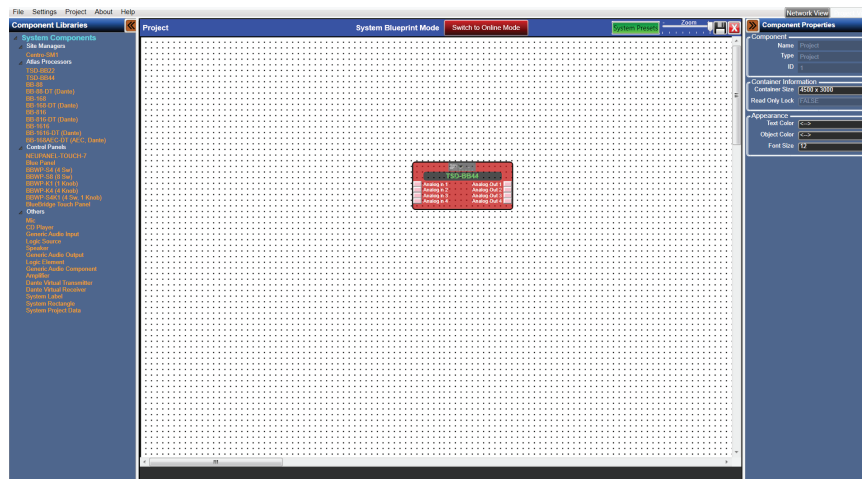 File Settings Project About Help
Network View
Component Libraries
Project
System Blueprint Mode
Switch to Online Mode
System Presets
Zoom
Component Properties
System Components
Site Managers
Centro-SM1
Atlas Processors
TSD-BB22
TSD-BB44
BB-88
BB-88-DT (Dante)
BB-168
BB-168-DT (Dante)
BB-816
BB-816-DT (Dante)
BB-1616
BB-1616-DT (Dante)
BB-168AEC-DT (AEC, Dante)
Control Panels
NEUPANEL-TOUCH-7
Blue Panel
BBWP-S4 (4 Sw)
BBWP-S8 (8 Sw)
BBWP-K1 (1 Knob)
BBWP-K4 (4 Knob)
BBWP-S4K1 (4 Sw, 1 Knob)
BlueBridge Touch Panel
Others
Mic
CD Player
Generic Audio Input
Logic Source
Speaker
Generic Audio Output
Logic Element
Generic Audio Component
Amplifier
Dante Virtual Transmitter
Dante Virtual Receiver
System Label
System Rectangle
System Project Data
TSD-BB44
Analog in 1 Analog Out 1
Analog n 2 Analog Out 2
Analog n 3 Analog Out 3
Analog n 4 Analog Out 4
Component
Name Project
Type Project
ID 1
Container Information
Container Size 4500 x 3000
Read Only Lock FALSE
Appearance
Text Color <-->
Object Color <-->
Font Size 12